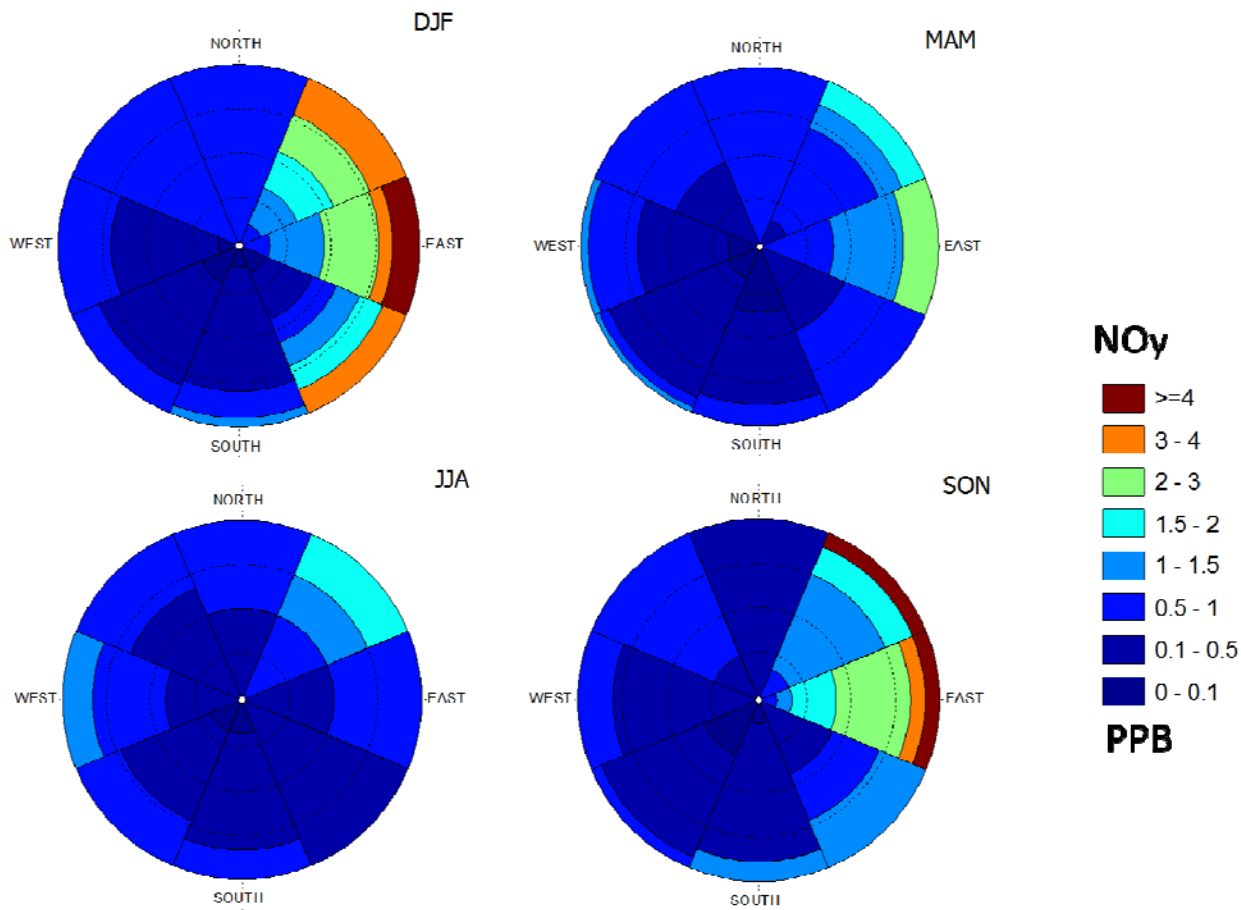 DJF
NORTH
WEST
EAST
SOUTH
MAM
NORTH
WEST
EAST
SOUTH
JJA
NORTH
WEST
EAST
SOUTH
SON
NORTH
WEST
EAST
SOUTH
NOy
>=4
3 - 4
2 - 3
1.5 - 2
1 - 1.5
0.5 - 1
0.1 - 0.5
0 - 0.1
PPB